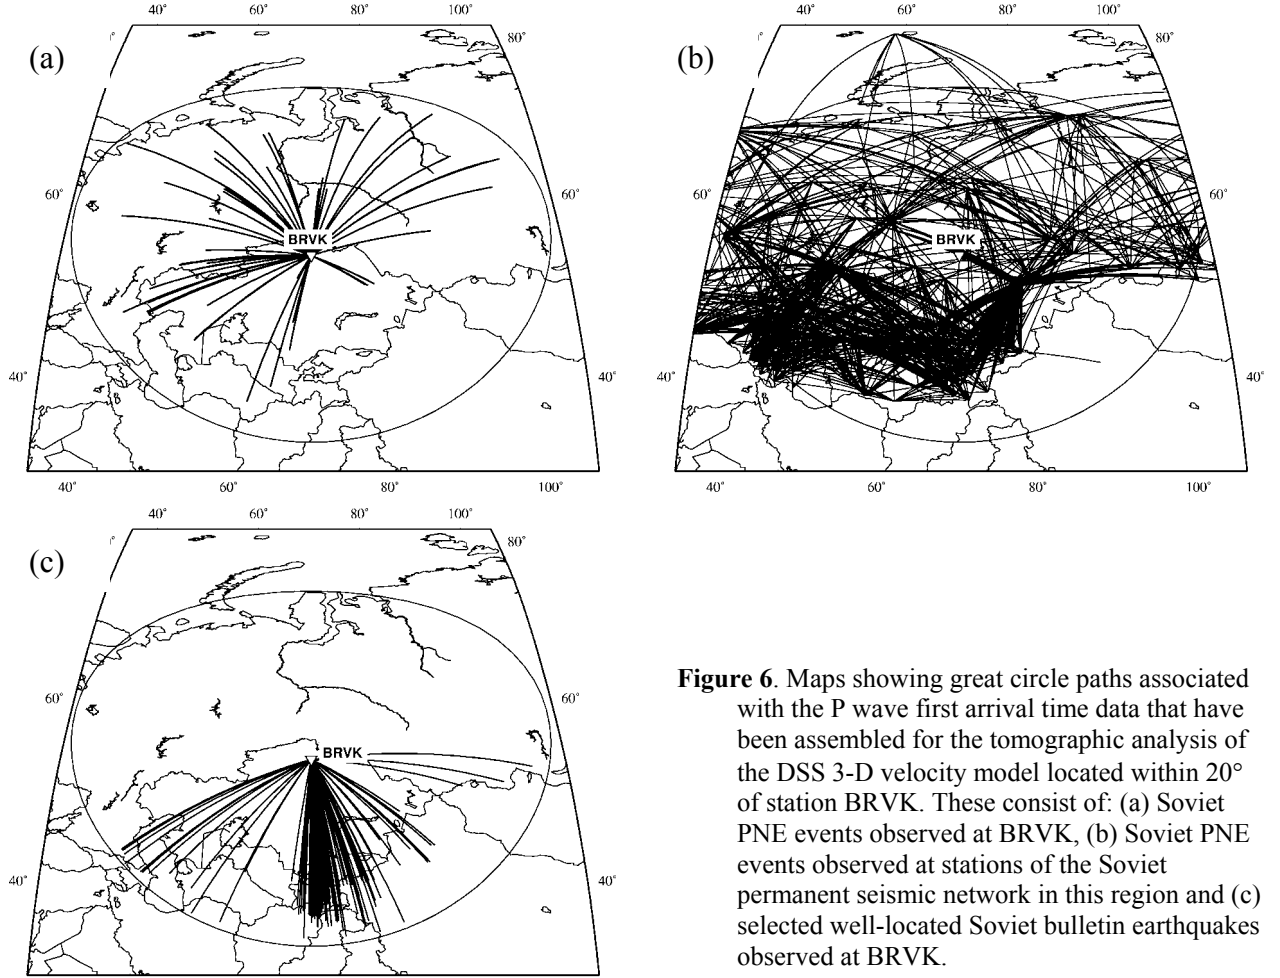 40° 60° 80° 100°
(a)
80°
BRVK
60° 60°
40° 40°
40° 60° 80° 100°
40° 60° 80° 100°
(b)
80°
BRVK
60° 60°
40° 40°
40° 60° 80° 100°
40° 60° 80° 100°
(c)
80°
BRVK
60° 60°
40° 40°
Figure 6. Maps showing great circle paths associated
with the P wave first arrival time data that have
been assembled for the tomographic analysis of
the DSS 3-D velocity model located within 20°
of station BRVK. These consist of: (a) Soviet
PNE events observed at BRVK, (b) Soviet PNE
events observed at stations of the Soviet
permanent seismic network in this region and (c)
selected well-located Soviet bulletin earthquakes
observed at BRVK.